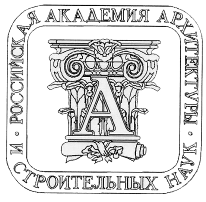 РОССИЙСКАЯ АКАДЕМИЯ АРХИТЕКТУРЫ
И СТРОИТЕЛЬНЫХ НАУК
А